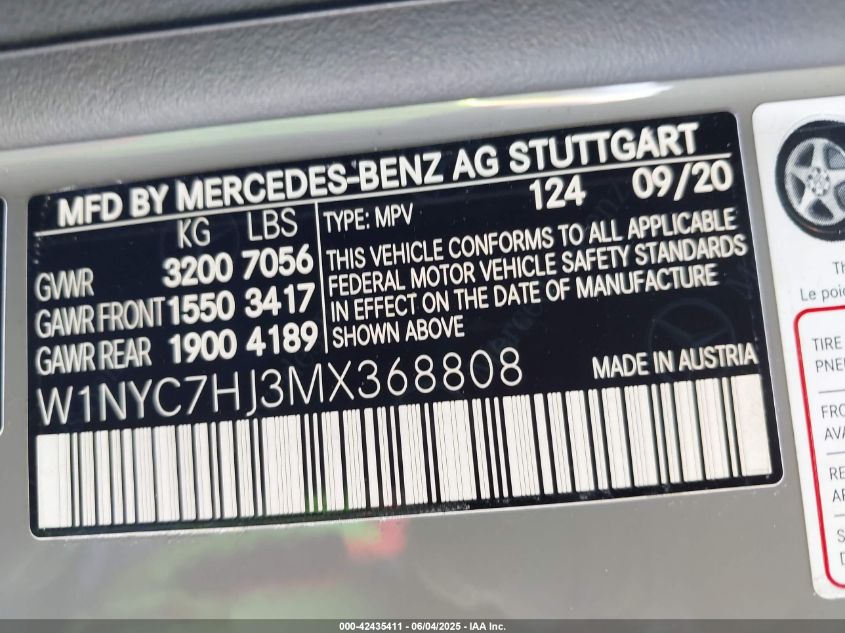 MFD BY MERCEDES-BENZ AG STUTTGART
KG LBS
GVWR 3200 7056
GAWR FRONT 1550 3417
GAWR REAR 1900 4189
TYPE: MPV 124 09/20
THIS VEHICLE CONFORMS TO ALL APPLICABLE
FEDERAL MOTOR VEHICLE SAFETY STANDARDS
IN EFFECT ON THE DATE OF MANUFACTURE
SHOWN ABOVE
W1NYC7HJ3MX368808
MADE IN AUSTRIA
Le
TIRE
000-42435411 - 06/04/2025 - IAA Inc.